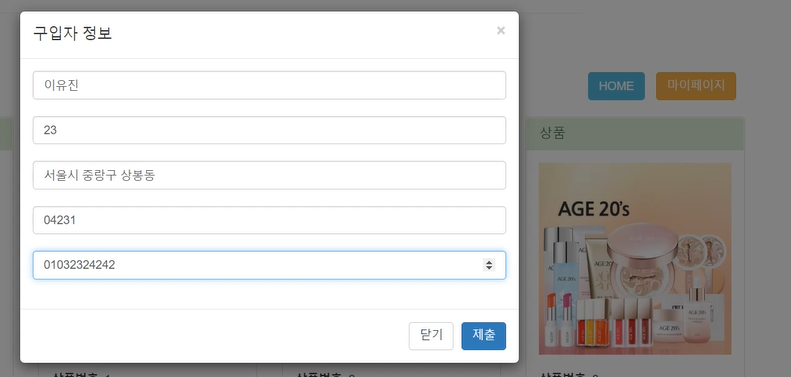 구입자 정보
×
이유진
23
서울시 중랑구 상봉동
04231
01032324242
닫기
제출
HOME
마이페이지
상품
AGE 20's